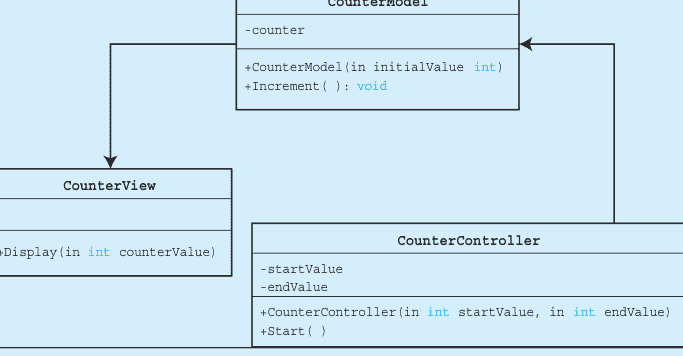 CounterModel
-counter
+CounterModel(in initialValue int)
+Increment( ): void
CounterView
+Display(in int counterValue)
CounterController
-startValue
-endValue
+CounterController(in int startValue, in int endValue)
+Start( )